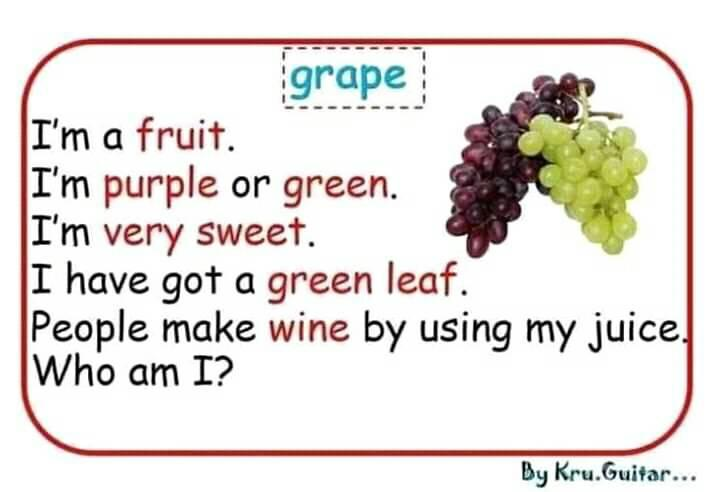 grape
I'm a fruit.
I'm purple or green.
I'm very sweet.
I have got a green leaf.
People make wine by using my juice.
Who am I?
By Kru.Guitar...